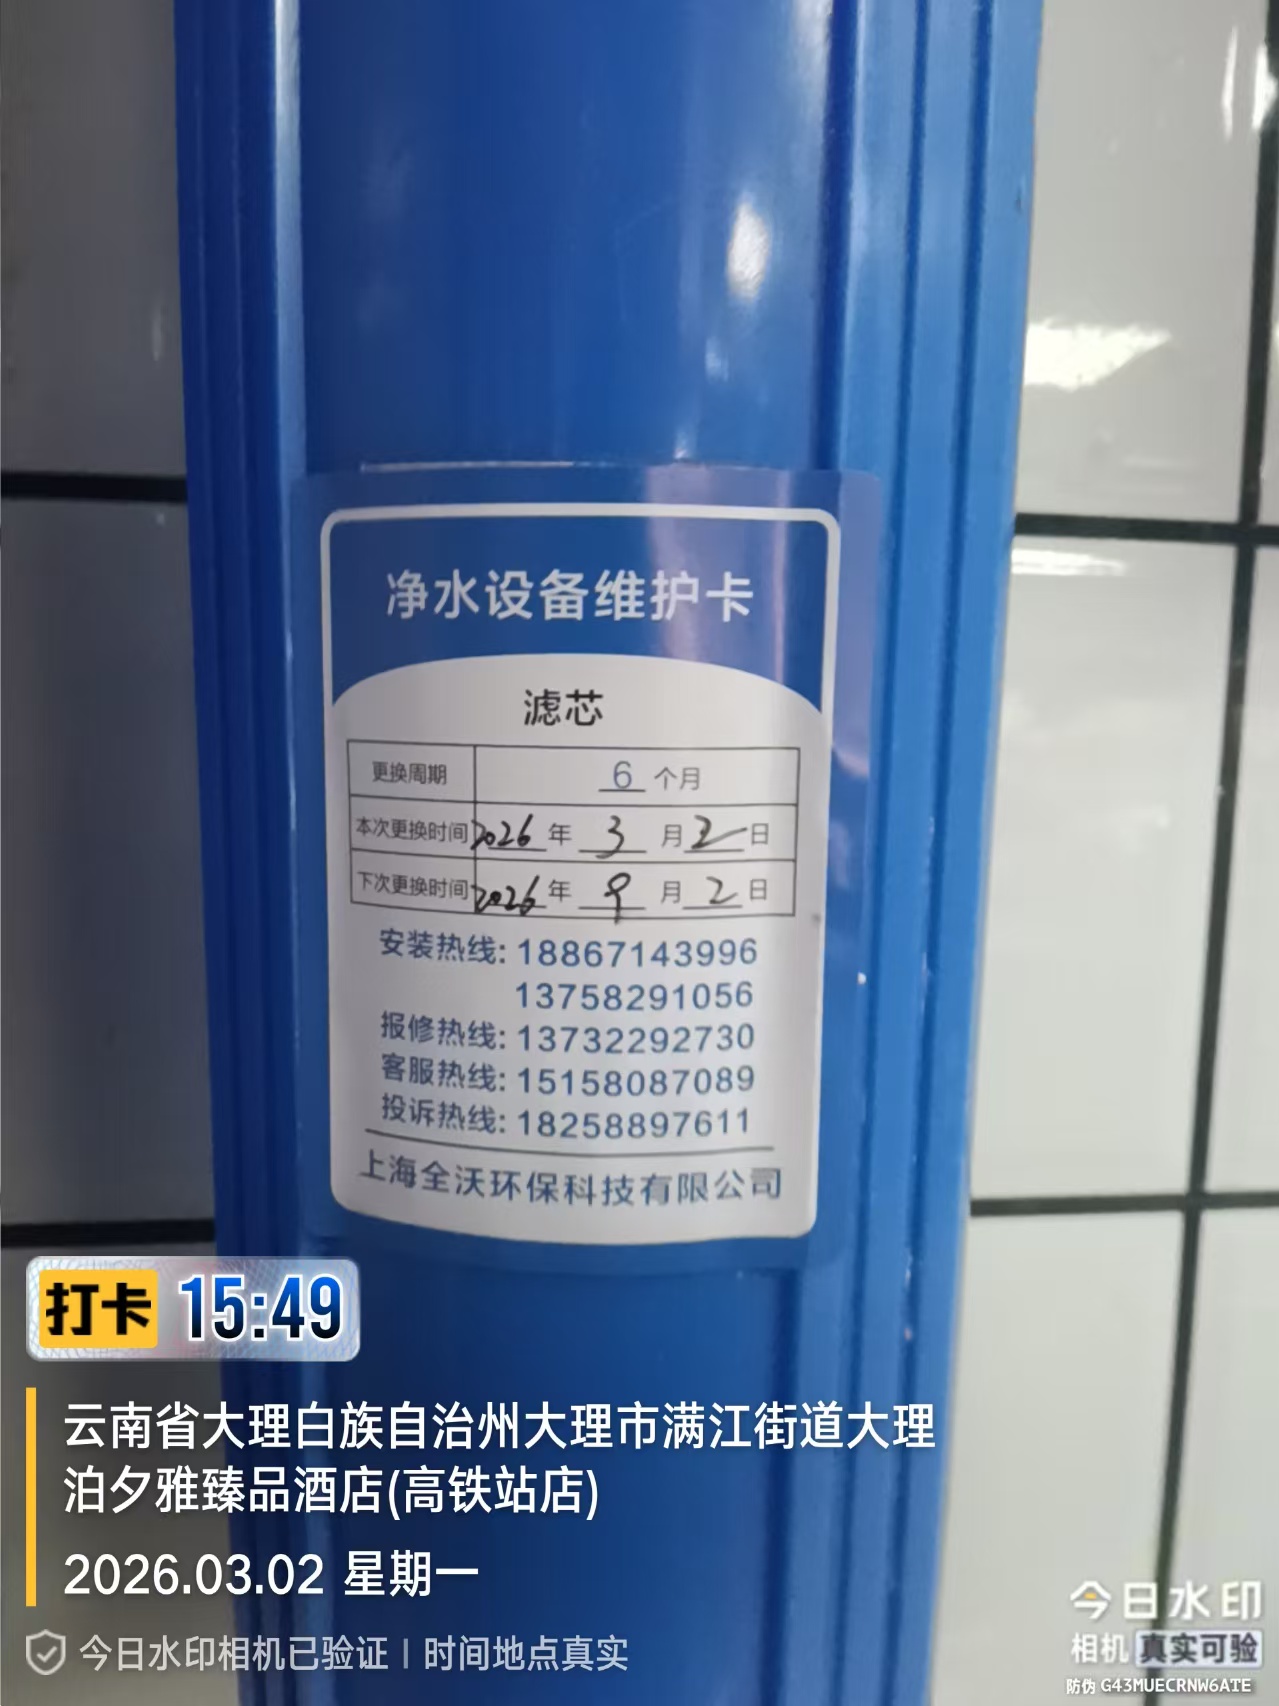 净水设备维护卡
滤芯
更换周期 6 个月
本次更换时间 2026 年 3 月 2 日
下次更换时间 2026 年 9 月 2 日
安装热线: 18867143996
13758291056
报修热线: 13732292730
客服热线: 15158087089
投诉热线: 18258897611
上海全沃环保科技有限公司
打卡 15:49
云南省大理白族自治州大理市满江街道大理
泊夕雅臻品酒店(高铁站店)
2026.03.02 星期一
今日水印相机已验证 | 时间地点真实
今日水印
相机 真实可验
防伪 G43MUECRNW6ATE